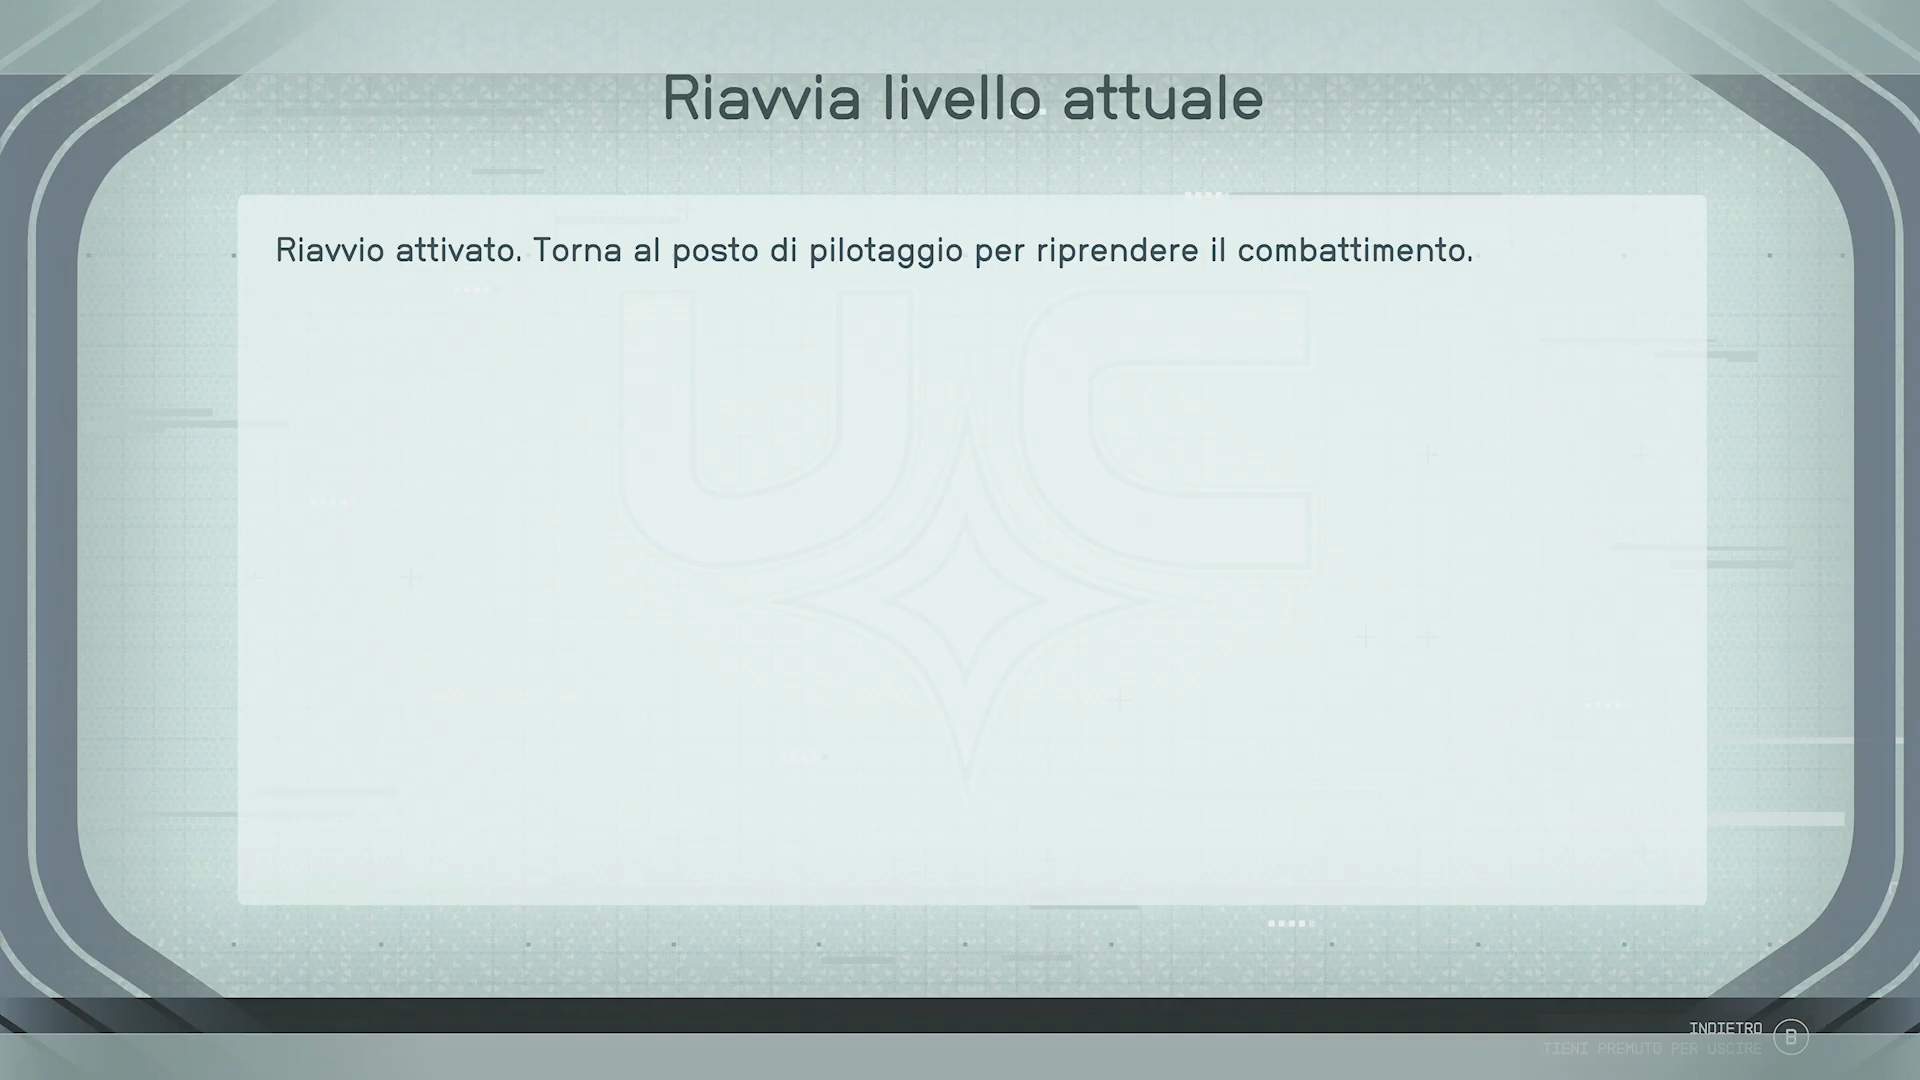 Riavvia livello attuale
Riavvio attivato. Torna al posto di pilotaggio per riprendere il combattimento.
UC
INDIETRO
B
TIENI PREMUTO PER USCIRE